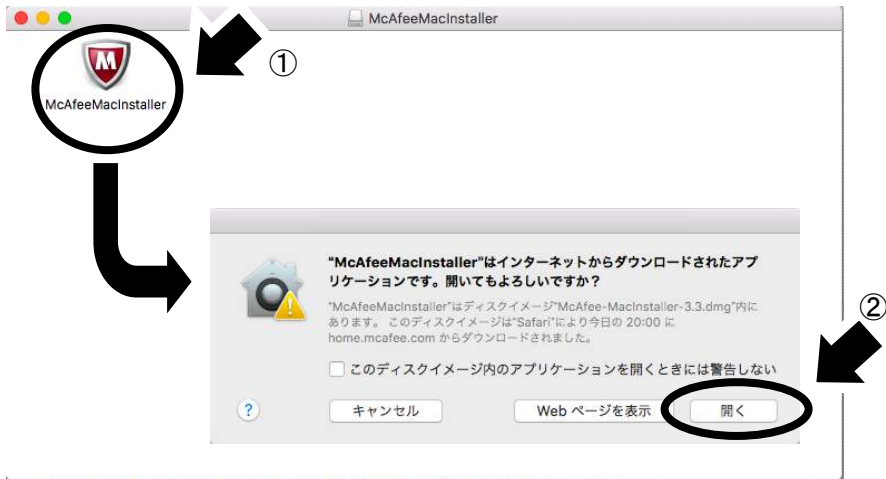 McAfeeMacInstaller
①
McAfeeMacInstaller
“McAfeeMacInstaller”はインターネットからダウンロードされたアプ
リケーションです。開いてもよろしいですか？
“McAfeeMacInstaller”はディスクイメージ“McAfee-MacInstaller-3.3.dmg”内に
あります。 このディスクイメージは“Safari”により今日の 20:00 に
home.mcafee.com からダウンロードされました。
②
このディスクイメージ内のアプリケーションを開くときには警告しない
? キャンセル Web ページを表示 開く